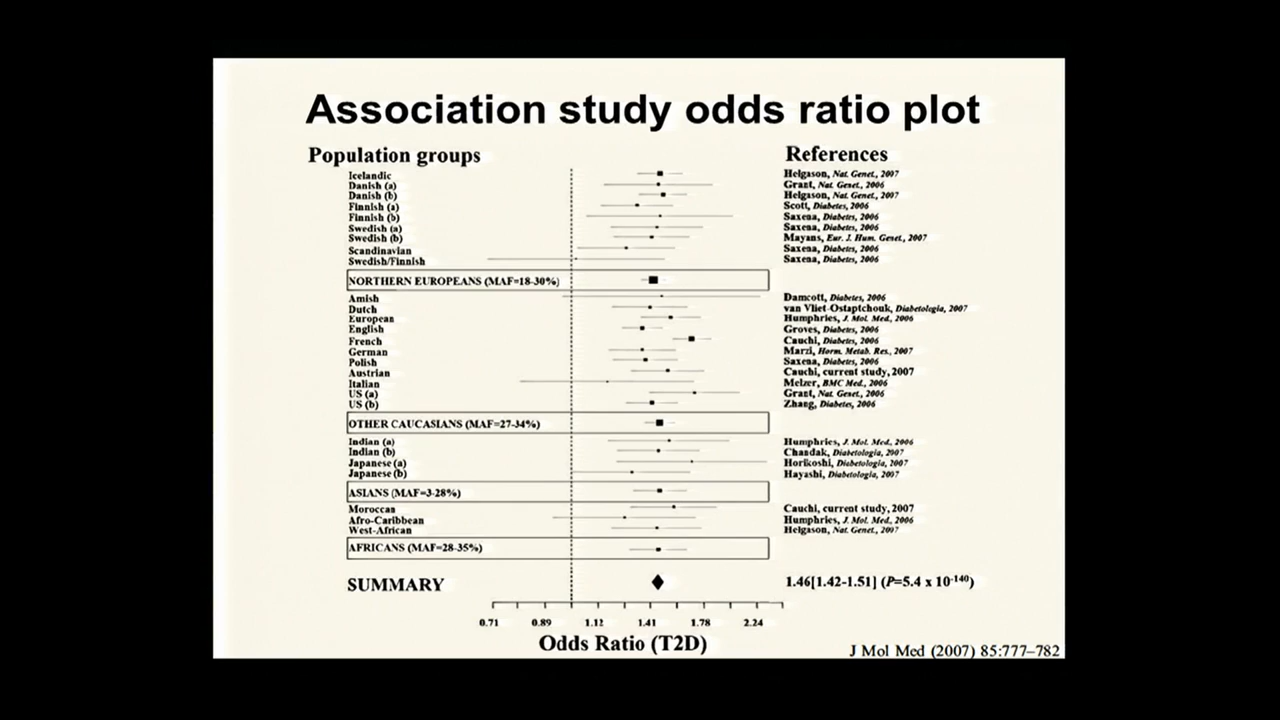 Association study odds ratio plot
Population groups References
Icelandic Helgason, Nat. Genet., 2007
Danish (a) Grant, Nat. Genet., 2006
Danish (b) Helgason, Nat. Genet., 2007
Finnish (a) Scott, Diabetes, 2006
Finnish (b) Saxena, Diabetes, 2006
Swedish (a) Saxena, Diabetes, 2006
Swedish (b) Mayans, Eur. J. Hum. Genet., 2007
Scandinavian Saxena, Diabetes, 2006
Swedish/Finnish Saxena, Diabetes, 2006
NORTHERN EUROPEANS (MAF=18-30%)
Amish Damcott, Diabetes, 2006
Dutch van Vliet-Ostaptchouk, Diabetologia, 2007
European Humphries, J. Mol. Med., 2006
English Groves, Diabetes, 2006
French Cauchi, Diabetes, 2006
German Marzi, Horm. Metab. Res., 2007
Polish Saxena, Diabetes, 2006
Austrian Cauchi, current study, 2007
Italian Melzer, BMC Med., 2006
US (a) Grant, Nat. Genet., 2006
US (b) Zhang, Diabetes, 2006
OTHER CAUCASIANS (MAF=27-34%)
Indian (a) Humphries, J. Mol. Med., 2006
Indian (b) Chandak, Diabetologia, 2007
Japanese (a) Horikoshi, Diabetologia, 2007
Japanese (b) Hayashi, Diabetologia, 2007
ASIANS (MAF=3-28%)
Moroccan Cauchi, current study, 2007
Afro-Caribbean Humphries, J. Mol. Med., 2006
West-African Helgason, Nat. Genet., 2007
AFRICANS (MAF=28-35%)
SUMMARY 1.46[1.42-1.51] (P=5.4 x 10⁻¹⁴⁰)
0.71 0.89 1.12 1.41 1.78 2.24
Odds Ratio (T2D)
J Mol Med (2007) 85:777–782